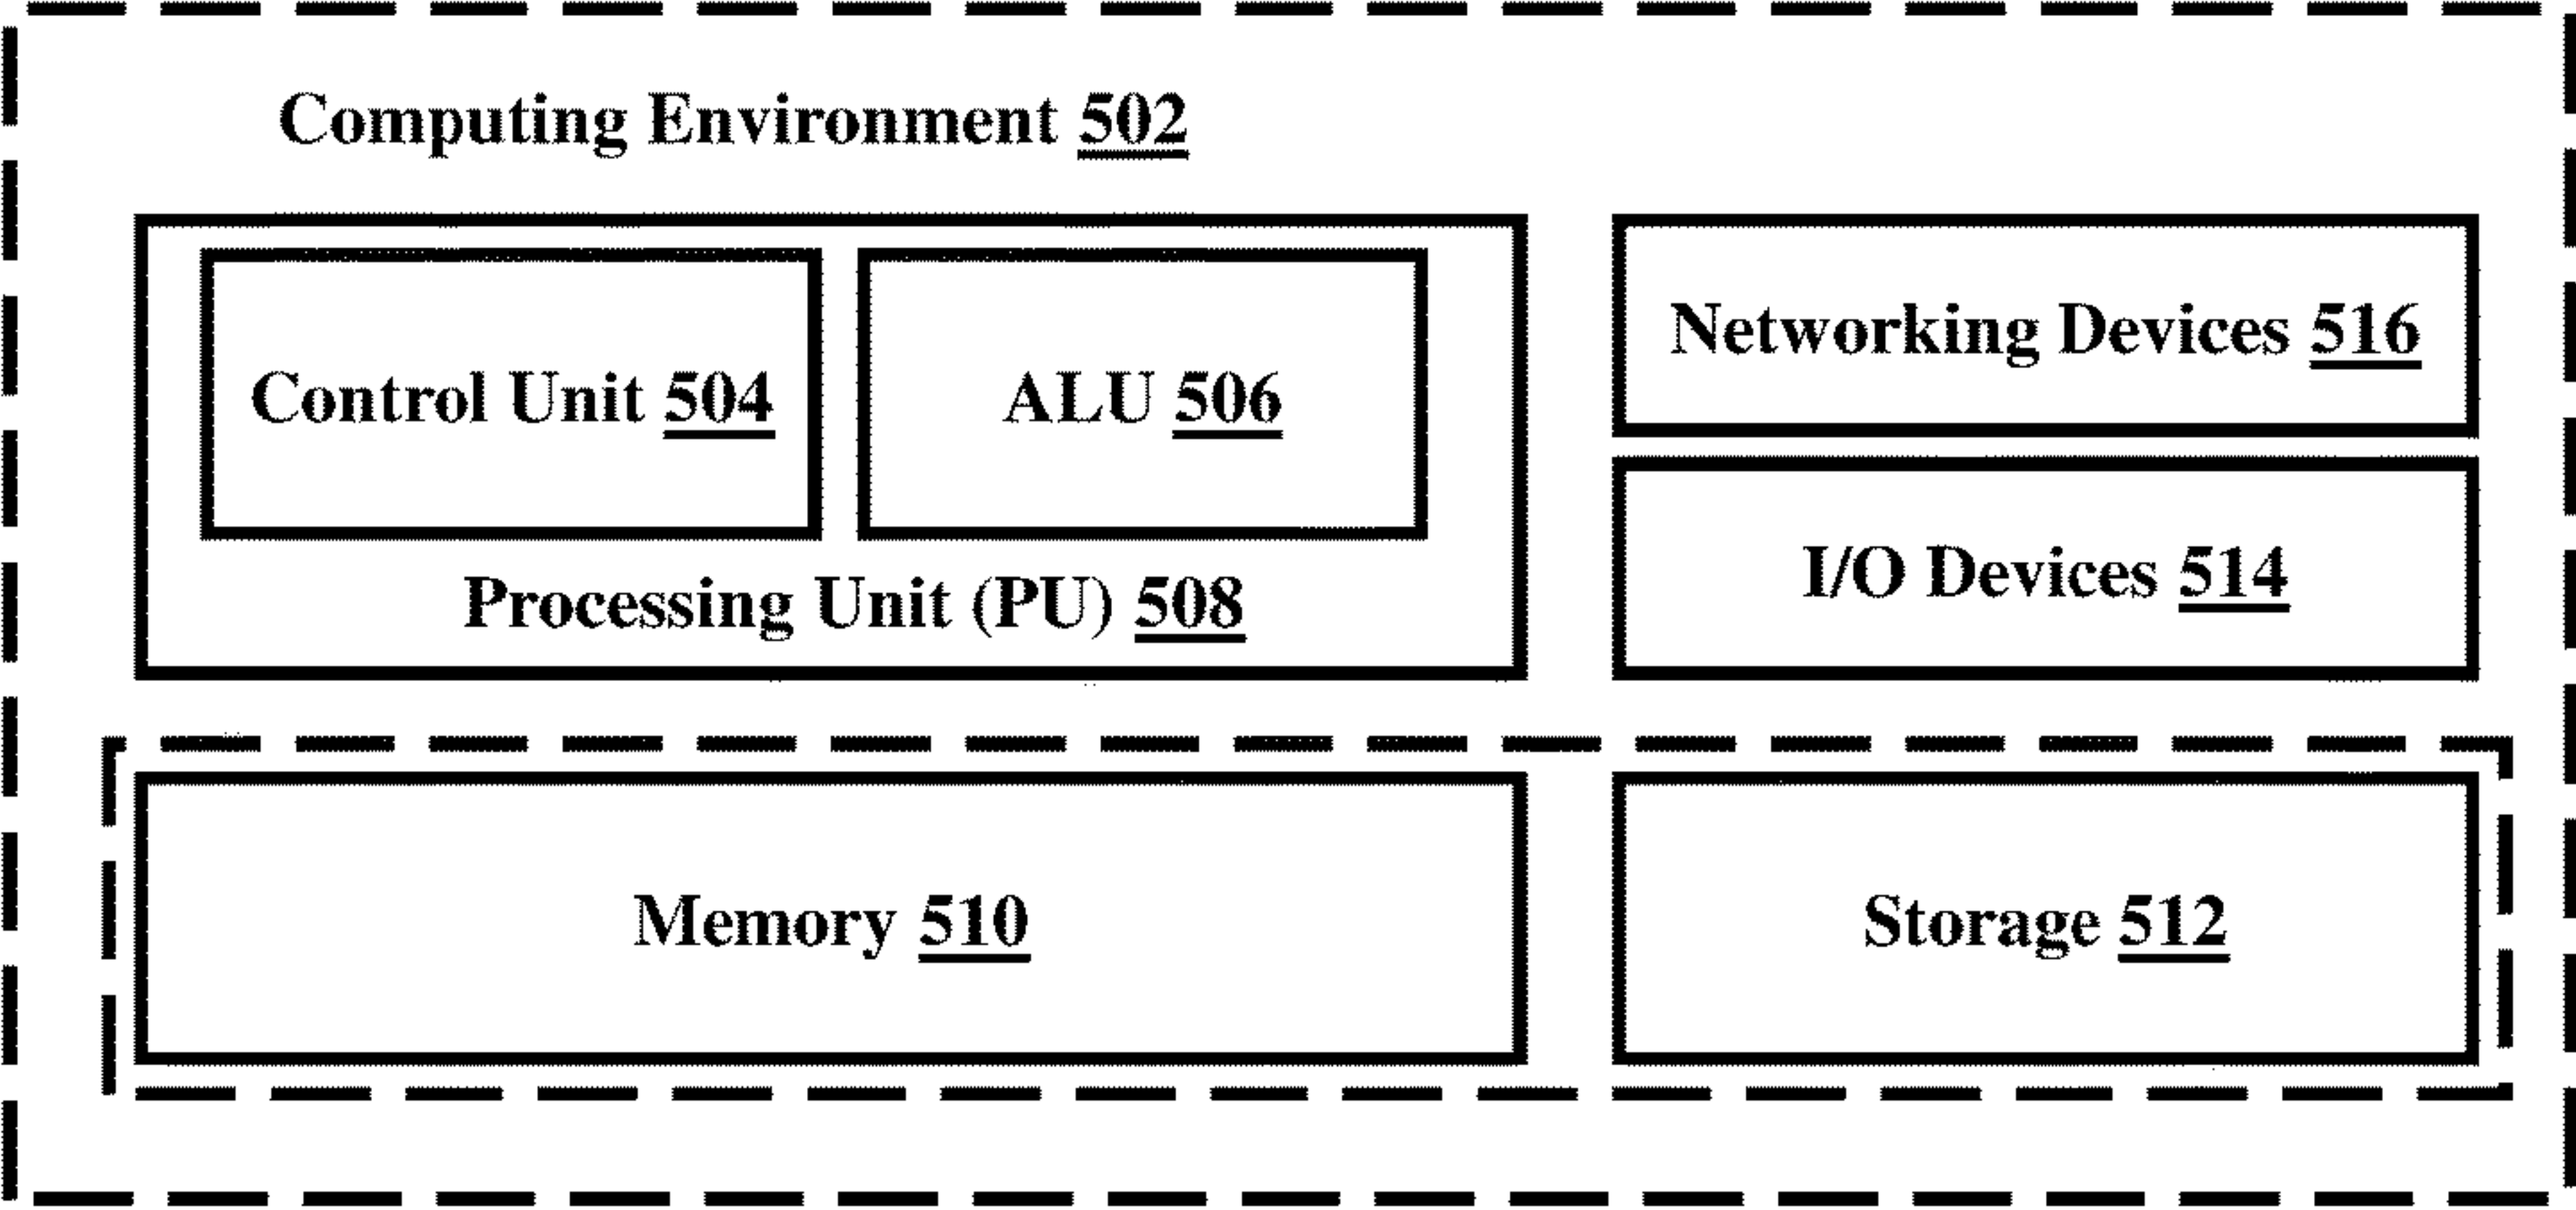 Computing Environment 502
Control Unit 504
ALU 506
Processing Unit (PU) 508
Networking Devices 516
I/O Devices 514
Memory 510
Storage 512